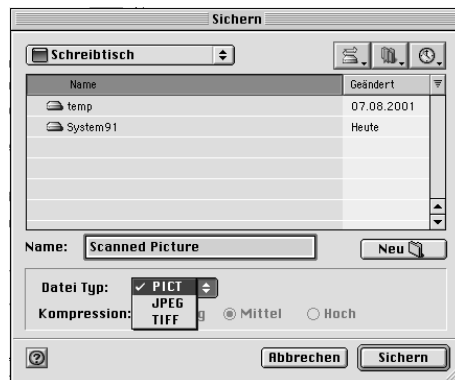 Sichern
Schreibtisch
Name Geändert
temp 07.08.2001
System91 Heute
Name: Scanned Picture Neu
Datei Typ: ✓ PICT
JPEG
Kompression: Mittel Hoch
TIFF
? Abbrechen Sichern